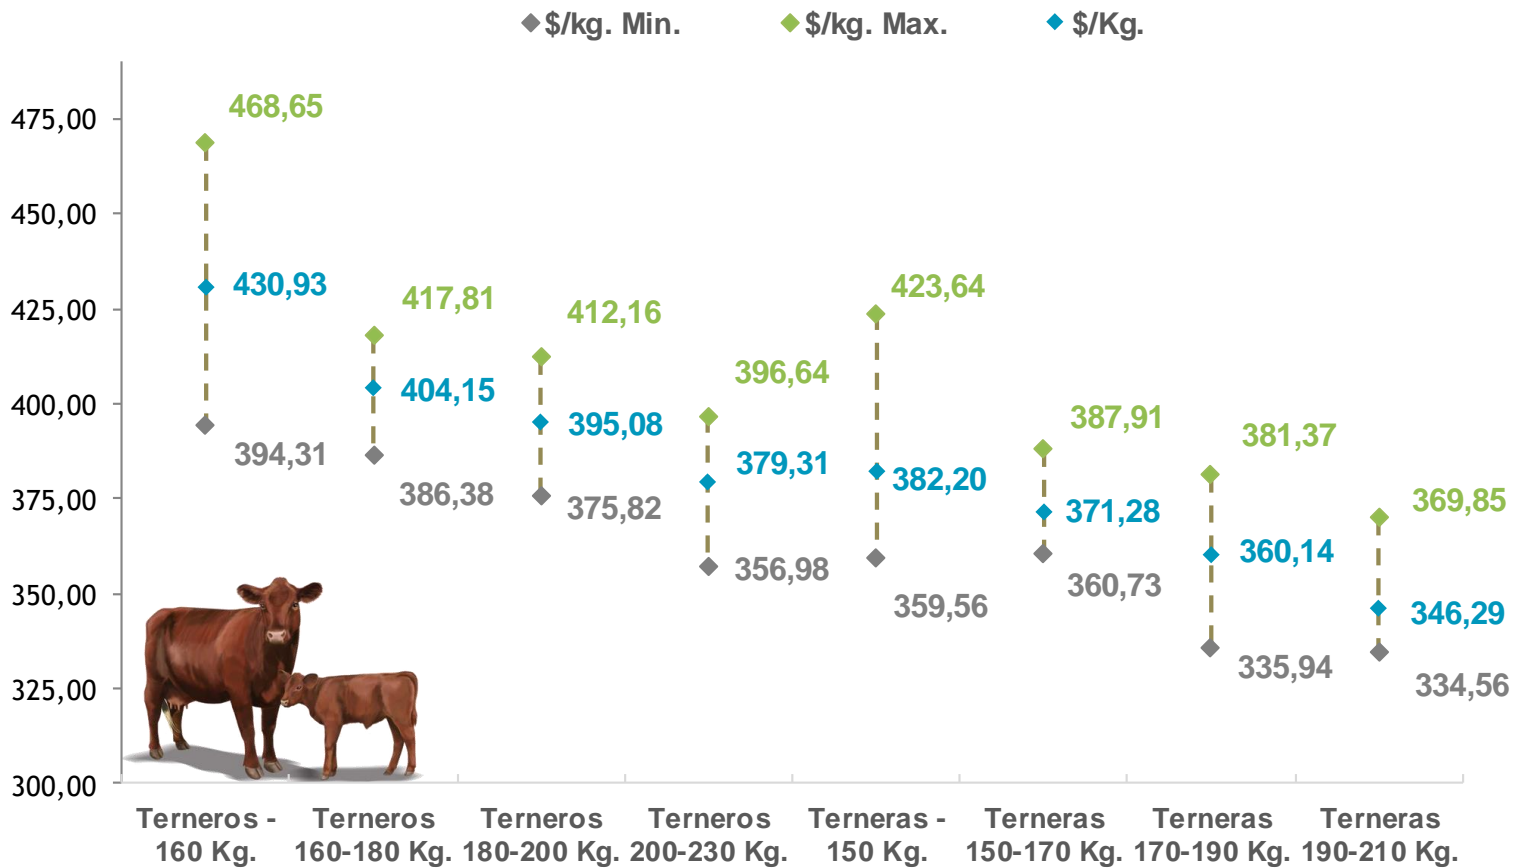 $/kg. Min. $/kg. Max. $/Kg.
475,00
450,00
425,00
400,00
375,00
350,00
325,00
300,00
468,65
430,93
394,31
417,81
404,15
386,38
412,16
395,08
375,82
396,64
379,31
356,98
423,64
382,20
359,56
387,91
371,28
360,73
381,37
360,14
335,94
369,85
346,29
334,56
Terneros -
160 Kg.
Terneros
160-180 Kg.
Terneros
180-200 Kg.
Terneros
200-230 Kg.
Terneras -
150 Kg.
Terneras
150-170 Kg.
Terneras
170-190 Kg.
Terneras
190-210 Kg.